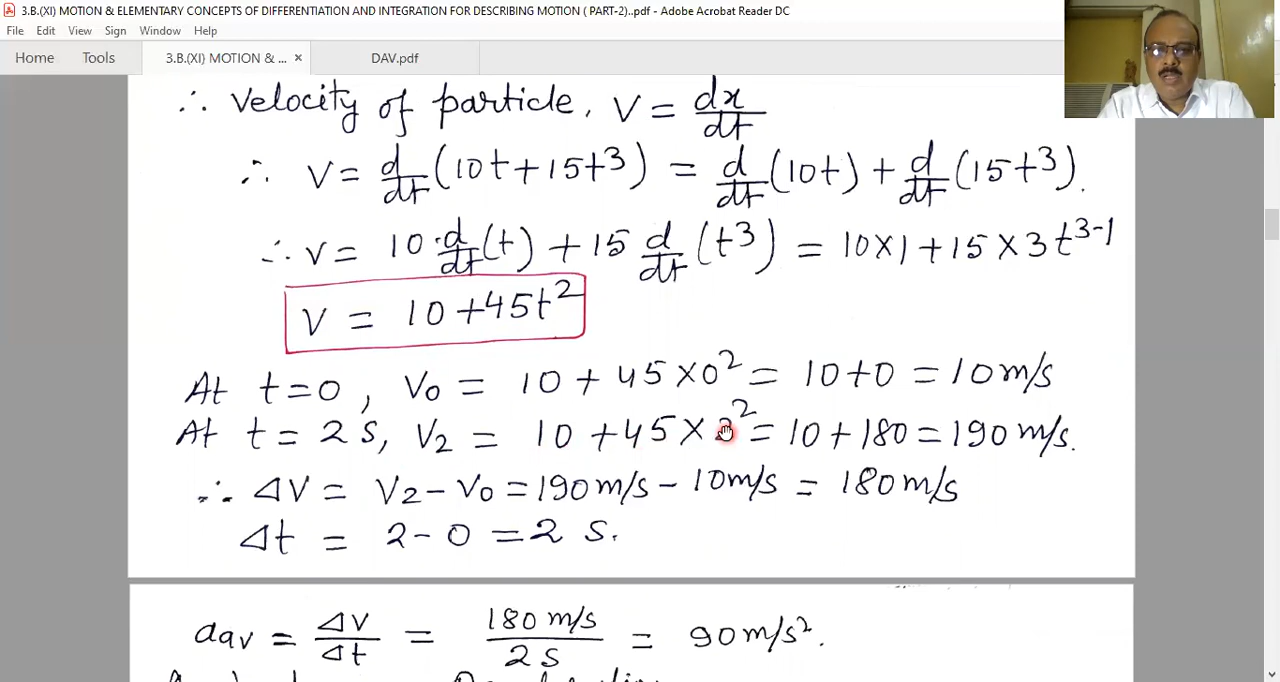 3.B.(XI) MOTION & ELEMENTARY CONCEPTS OF DIFFERENTIATION AND INTEGRATION FOR DESCRIBING MOTION ( PART-2)..pdf - Adobe Acrobat Reader DC
File Edit View Sign Window Help
Home Tools 3.B.(XI) MOTION & ... × DAV.pdf
∴ Velocity of particle, V = dx/dt
∴ V = d/dt (10t + 15t³) = d/dt (10t) + d/dt (15t³).
∴ V = 10 · d/dt (t) + 15 d/dt (t³) = 10×1 + 15×3t³⁻¹
V = 10 + 45t²
At t = 0, V₀ = 10 + 45×0² = 10 + 0 = 10 m/s
At t = 2 s, V₂ = 10 + 45×2² = 10 + 180 = 190 m/s.
∴ ΔV = V₂ − V₀ = 190 m/s − 10 m/s = 180 m/s
Δt = 2 − 0 = 2 s.
aav = ΔV/Δt = 180 m/s / 2 s = 90 m/s².